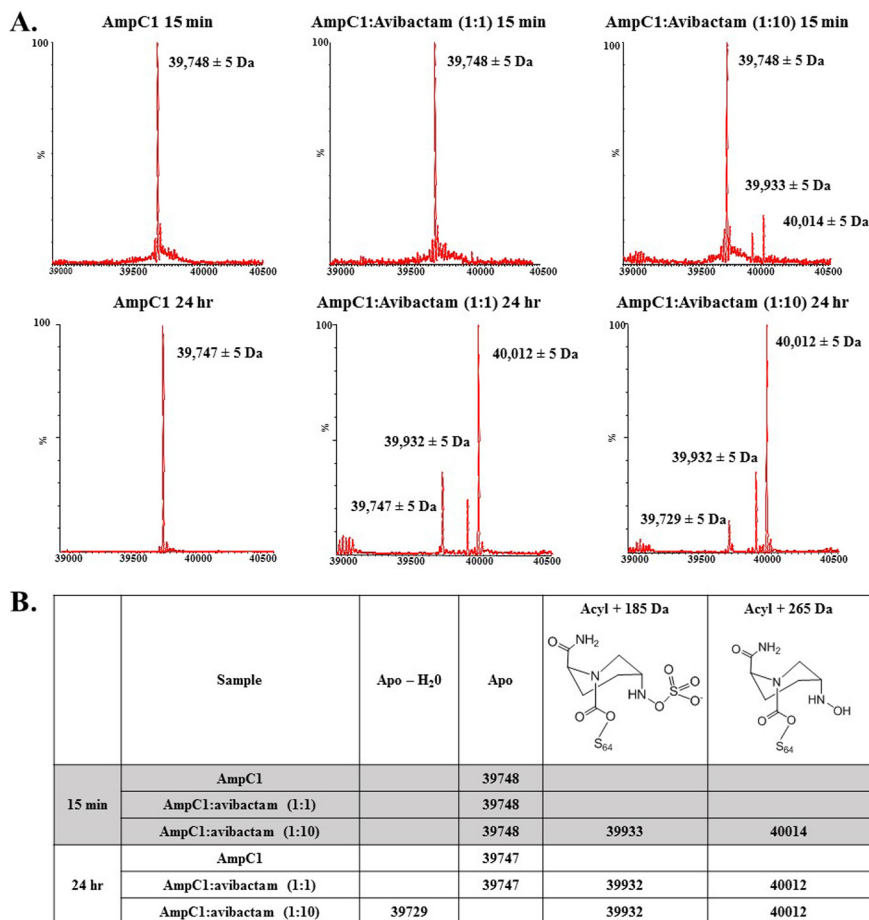 A.
AmpC1 15 min
AmpC1:Avibactam (1:1) 15 min
AmpC1:Avibactam (1:10) 15 min
100
39,748 ± 5 Da
%
39000 39500 40000 40500
100
39,748 ± 5 Da
%
39000 39500 40000 40500
100
39,748 ± 5 Da
39,933 ± 5 Da
40,014 ± 5 Da
%
39000 39500 40000 40500
AmpC1 24 hr
AmpC1:Avibactam (1:1) 24 hr
AmpC1:Avibactam (1:10) 24 hr
100
39,747 ± 5 Da
%
39000 39500 40000 40500
100
40,012 ± 5 Da
39,932 ± 5 Da
39,747 ± 5 Da
%
39000 39500 40000 40500
100
40,012 ± 5 Da
39,932 ± 5 Da
39,729 ± 5 Da
%
39000 39500 40000 40500
B.
Sample Apo – H20 Apo Acyl + 185 Da Acyl + 265 Da
O NH2 N HN O S O O O- O O S64
O NH2 N HN OH O O S64
15 min AmpC1 39748
AmpC1:avibactam (1:1) 39748
AmpC1:avibactam (1:10) 39748 39933 40014
24 hr AmpC1 39747
AmpC1:avibactam (1:1) 39747 39932 40012
AmpC1:avibactam (1:10) 39729 39932 40012